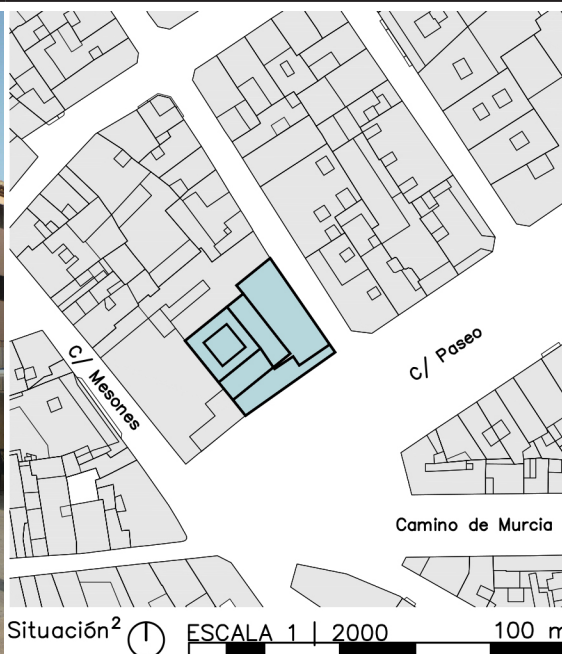 C/ Mesones
C/ Paseo
Camino de Murcia
Situación² ESCALA 1 | 2000 100 m